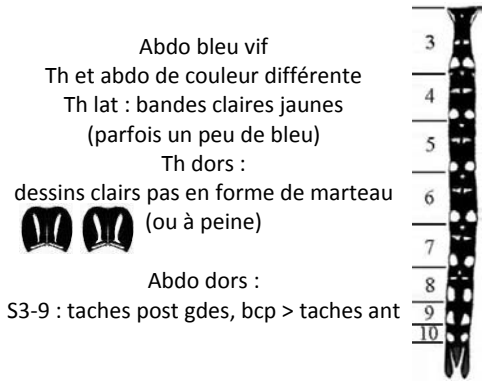 Abdo bleu vif
Th et abdo de couleur différente
Th lat : bandes claires jaunes
(parfois un peu de bleu)
Th dors :
dessins clairs pas en forme de marteau
(ou à peine)
Abdo dors :
S3-9 : taches post gdes, bcp > taches ant
3
4
5
6
7
8
9
10